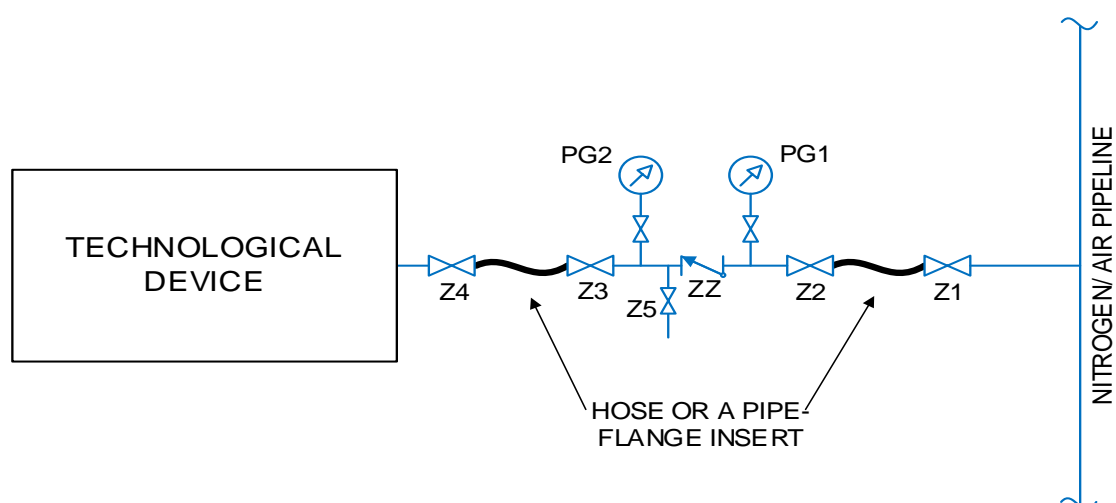 PG2
PG1
TECHNOLOGICAL
DEVICE
Z4
Z3
Z5
ZZ
Z2
Z1
HOSE OR A PIPE-
FLANGE INSERT
NITROGEN/ AIR PIPELINE